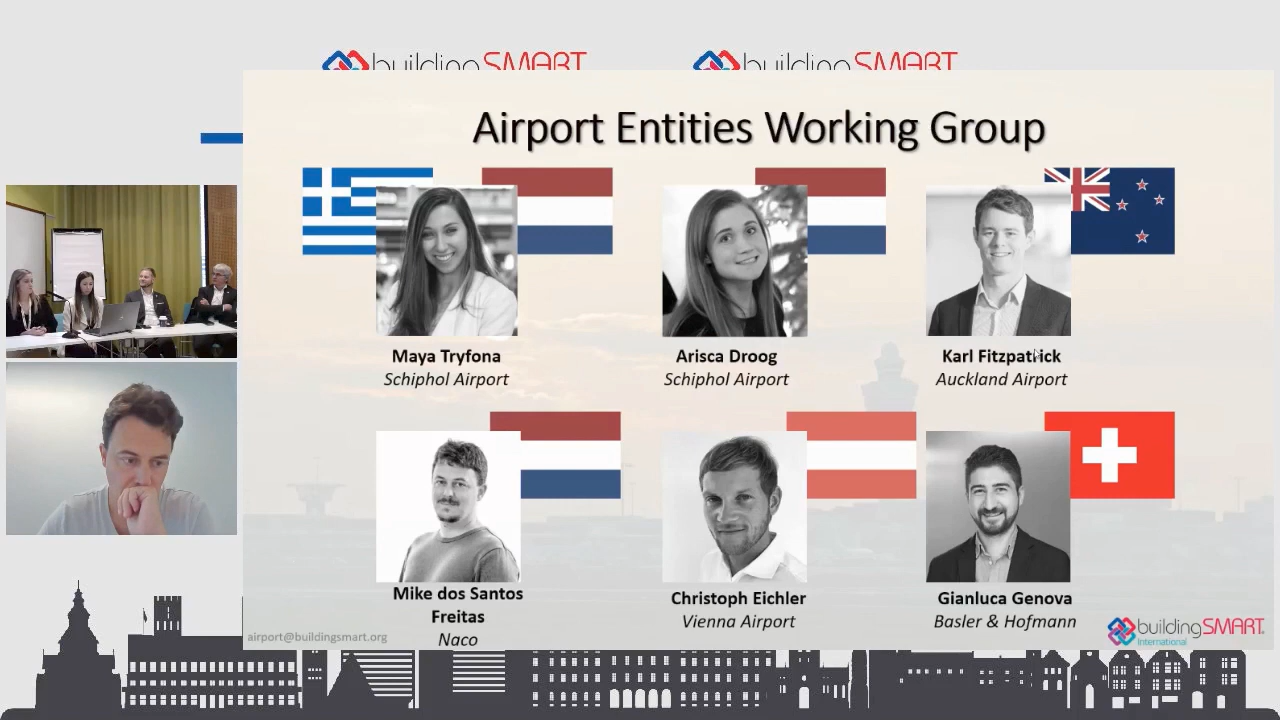 buildingSMART
buildingSMART
Airport Entities Working Group
Maya Tryfona
Schiphol Airport
Arisca Droog
Schiphol Airport
Karl Fitzpatrick
Auckland Airport
Mike dos Santos
Freitas
Naco
Christoph Eichler
Vienna Airport
Gianluca Genova
Basler & Hofmann
airport@buildingsmart.org
buildingSMART
International